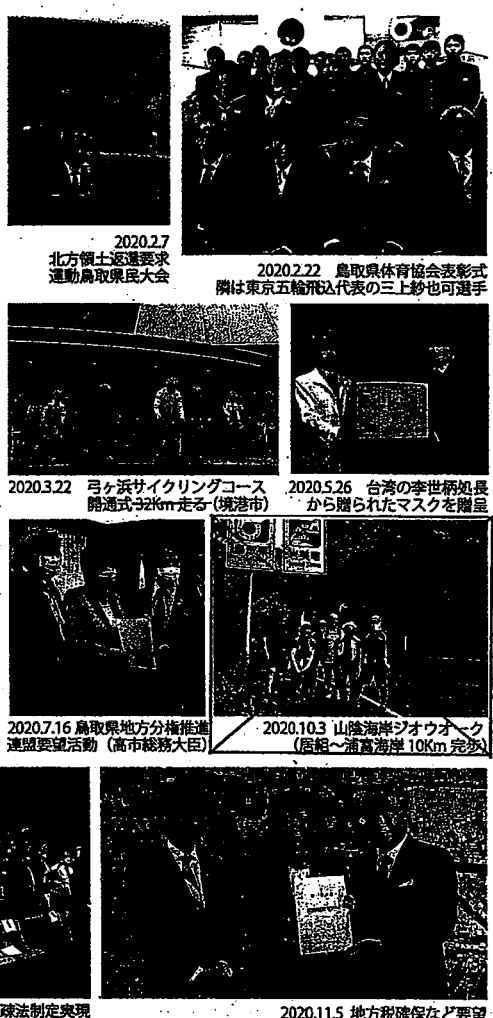 2020.2.7
北方領土返還要求
運動鳥取県民大会
2020.2.22 鳥取県体育協会表彰式
隣は東京五輪飛込代表の三上紗也可選手
2020.3.22 弓ヶ浜サイクリングコース
開通式 32Km 走る (境港市)
2020.5.26 台湾の李世柄処長
から贈られたマスクを贈呈
2020.7.16 鳥取県地方分権推進
連盟要望活動 (高市総務大臣)
2020.10.3 山陰海岸ジオウオーク
(居組~浦富海岸 10Km 完歩)
疎法制定実現
2020.11.5 地方税確保など要望